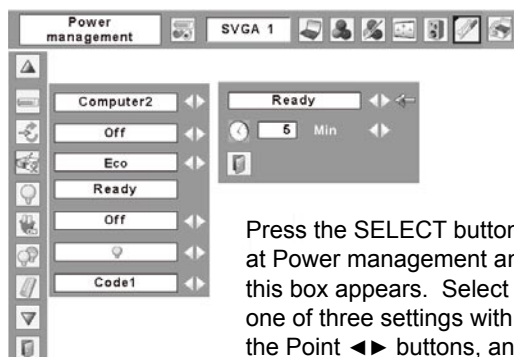 Power
management
SVGA 1
Computer2
Off
Eco
Ready
Off
Code1
Ready
5 Min
Press the SELECT button
at Power management an
this box appears. Select
one of three settings with
the Point ◄► buttons, an